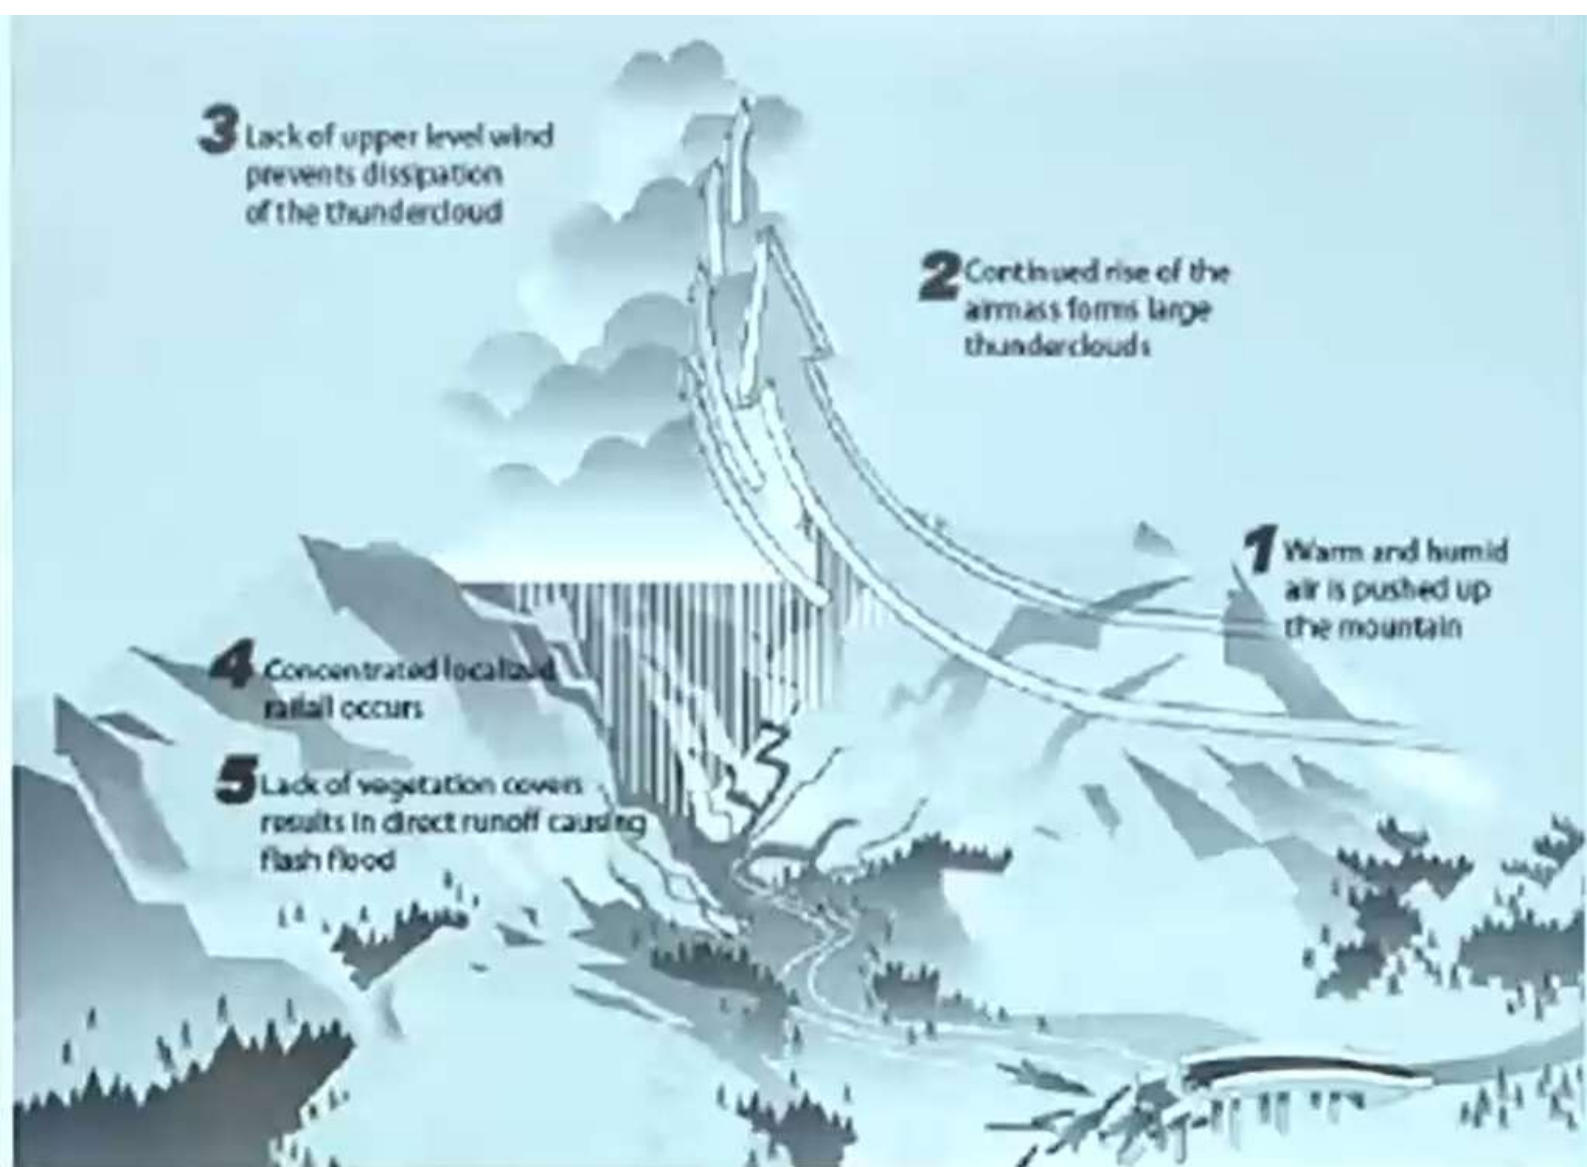 3 Lack of upper level wind
prevents dissipation
of the thundercloud
2 Continued rise of the
airmass forms large
thunderclouds
1 Warm and humid
air is pushed up
the mountain
4 Concentrated localized
raifall occurs
5 Lack of vegetation covers
results in direct runoff causing
flash flood